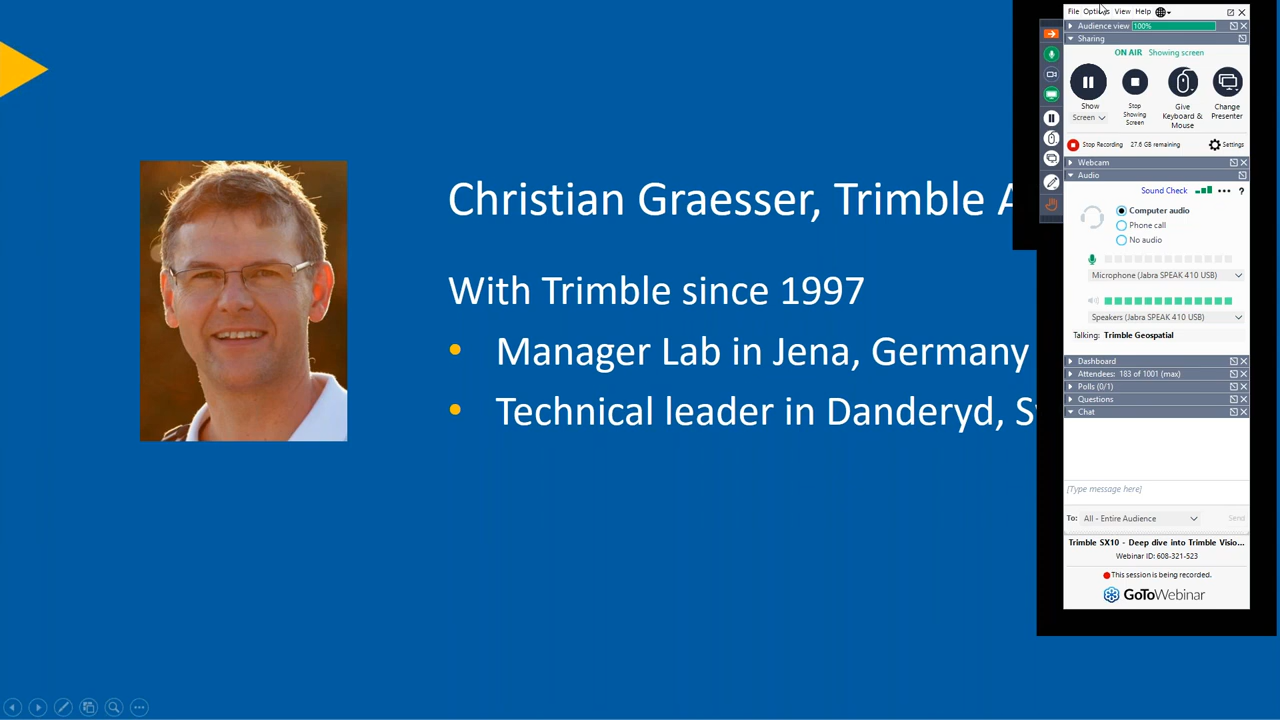 Christian Graesser, Trimble
With Trimble since 1997
• Manager Lab in Jena, Germany
• Technical leader in Danderyd,
File Options View Help
Audience view 100%
Sharing
ON AIR Showing screen
Show
Screen
Stop
Showing
Screen
Give
Keyboard &
Mouse
Change
Presenter
Stop Recording 27.6 GB remaining Settings
Webcam
Audio
Sound Check ?
Computer audio
Phone call
No audio
Microphone (Jabra SPEAK 410 USB)
Speakers (Jabra SPEAK 410 USB)
Talking: Trimble Geospatial
Dashboard
Attendees: 183 of 1001 (max)
Polls (0/1)
Questions
Chat
[Type message here]
To: All - Entire Audience Send
Trimble SX10 - Deep dive into Trimble Visio...
Webinar ID: 608-321-523
This session is being recorded.
GoToWebinar